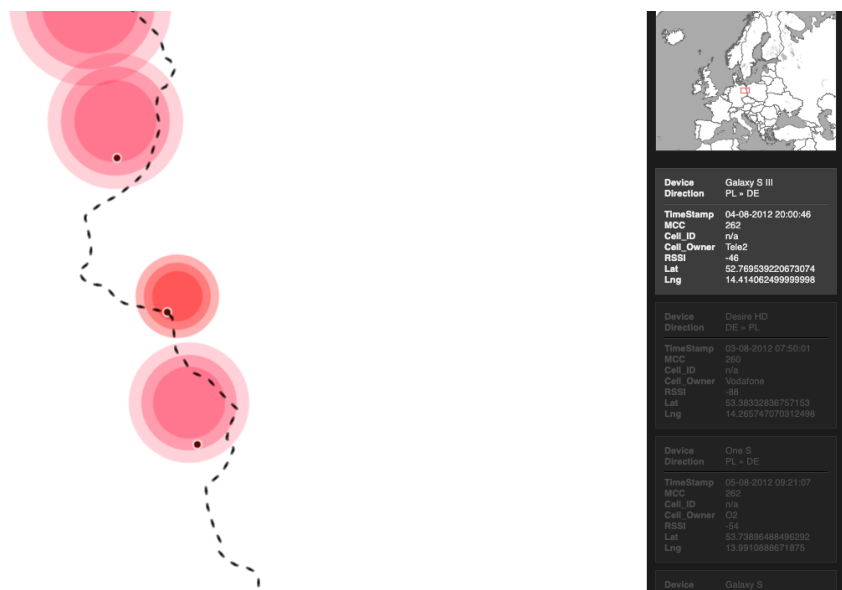 Device Galaxy S III
Direction PL » DE
TimeStamp 04-08-2012 20:00:46
MCC 262
Cell_ID n/a
Cell_Owner Tele2
RSSI -46
Lat 52.769539220673074
Lng 14.414062499999998
Device Desire HD
Direction DE » PL
TimeStamp 03-08-2012 07:50:01
MCC 260
Cell_ID n/a
Cell_Owner Vodafone
RSSI -88
Lat 53.38332836757153
Lng 14.265747070312498
Device One S
Direction PL » DE
TimeStamp 05-08-2012 09:21:07
MCC 262
Cell_ID n/a
Cell_Owner O2
RSSI -54
Lat 53.73896488496292
Lng 13.9910888671875
Device Galaxy S